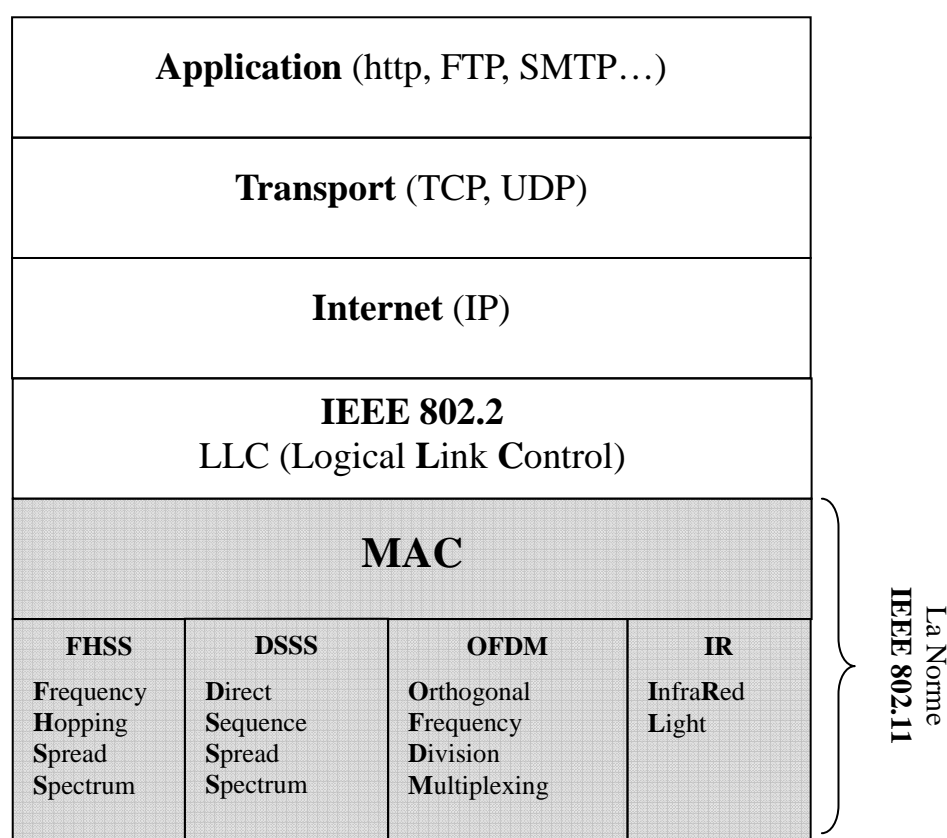 Application (http, FTP, SMTP…)
Transport (TCP, UDP)
Internet (IP)
IEEE 802.2
LLC (Logical Link Control)
MAC
FHSS
Frequency
Hopping
Spread
Spectrum
DSSS
Direct
Sequence
Spread
Spectrum
OFDM
Orthogonal
Frequency
Division
Multiplexing
IR
InfraRed
Light
La Norme
IEEE 802.11